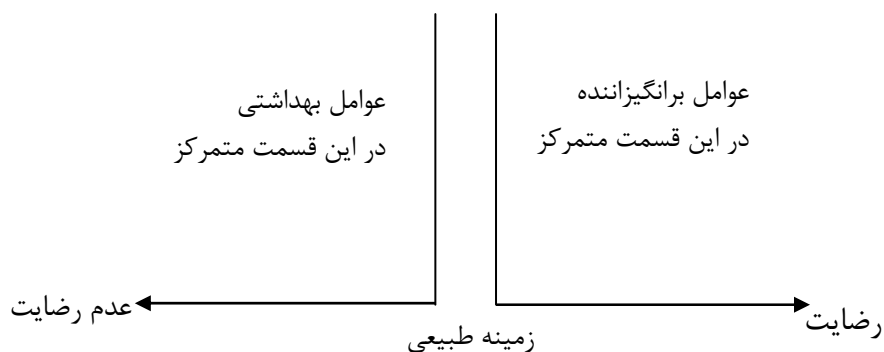 عوامل برانگیزاننده
در این قسمت متمرکز
عوامل بهداشتی
در این قسمت متمرکز
رضایت
عدم رضایت
زمینه طبیعی